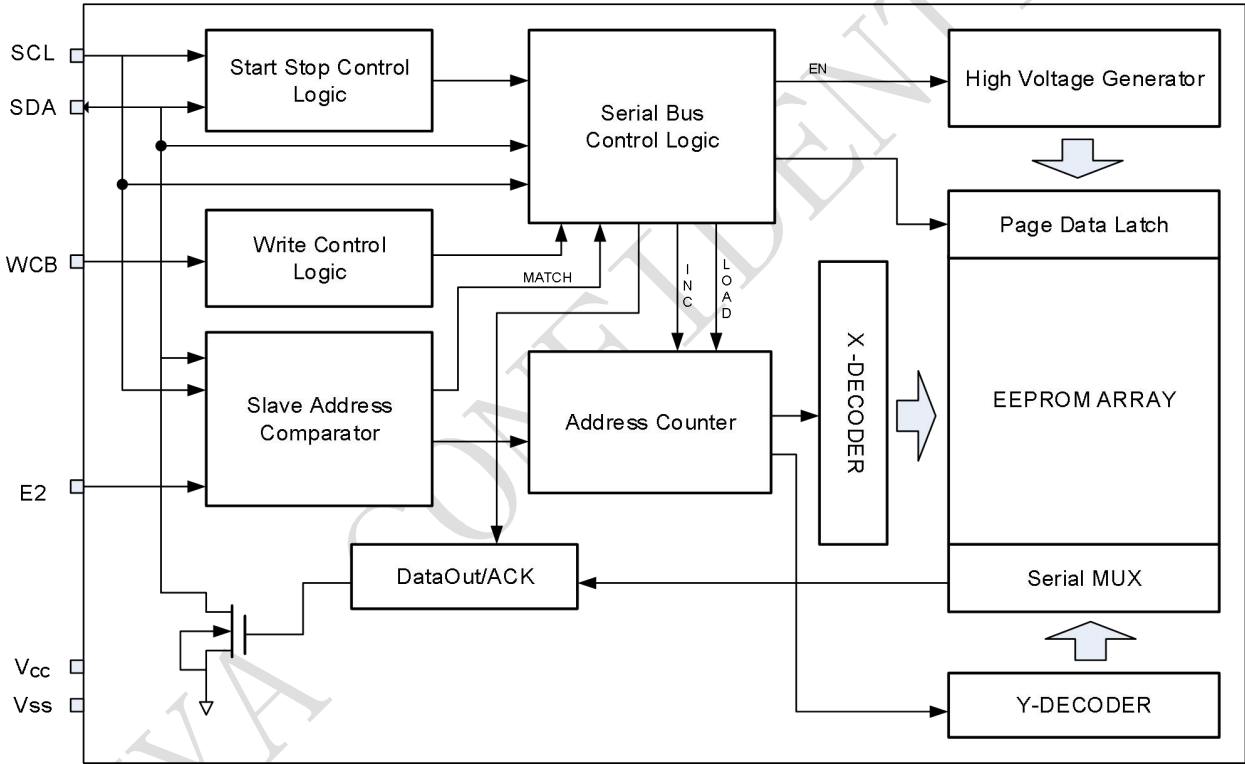 SCL
SDA
WCB
E2
Vcc
Vss
Start Stop Control
Logic
Write Control
Logic
Slave Address
Comparator
Serial Bus
Control Logic
MATCH
INC
LOAD
EN
Address Counter
DataOut/ACK
X-DECODER
High Voltage Generator
Page Data Latch
EEPROM ARRAY
Serial MUX
Y-DECODER